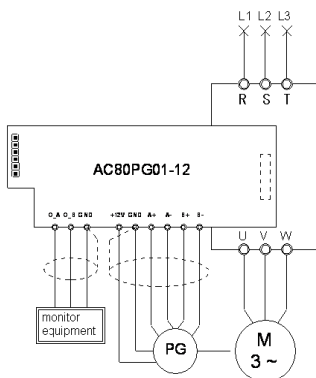 L1 L2 L3
R S T
AC80PG01-12
O_A O_B GND +12V GND A+ A- B+ B-
U V W
monitor
equipment
PG
M
3 ~